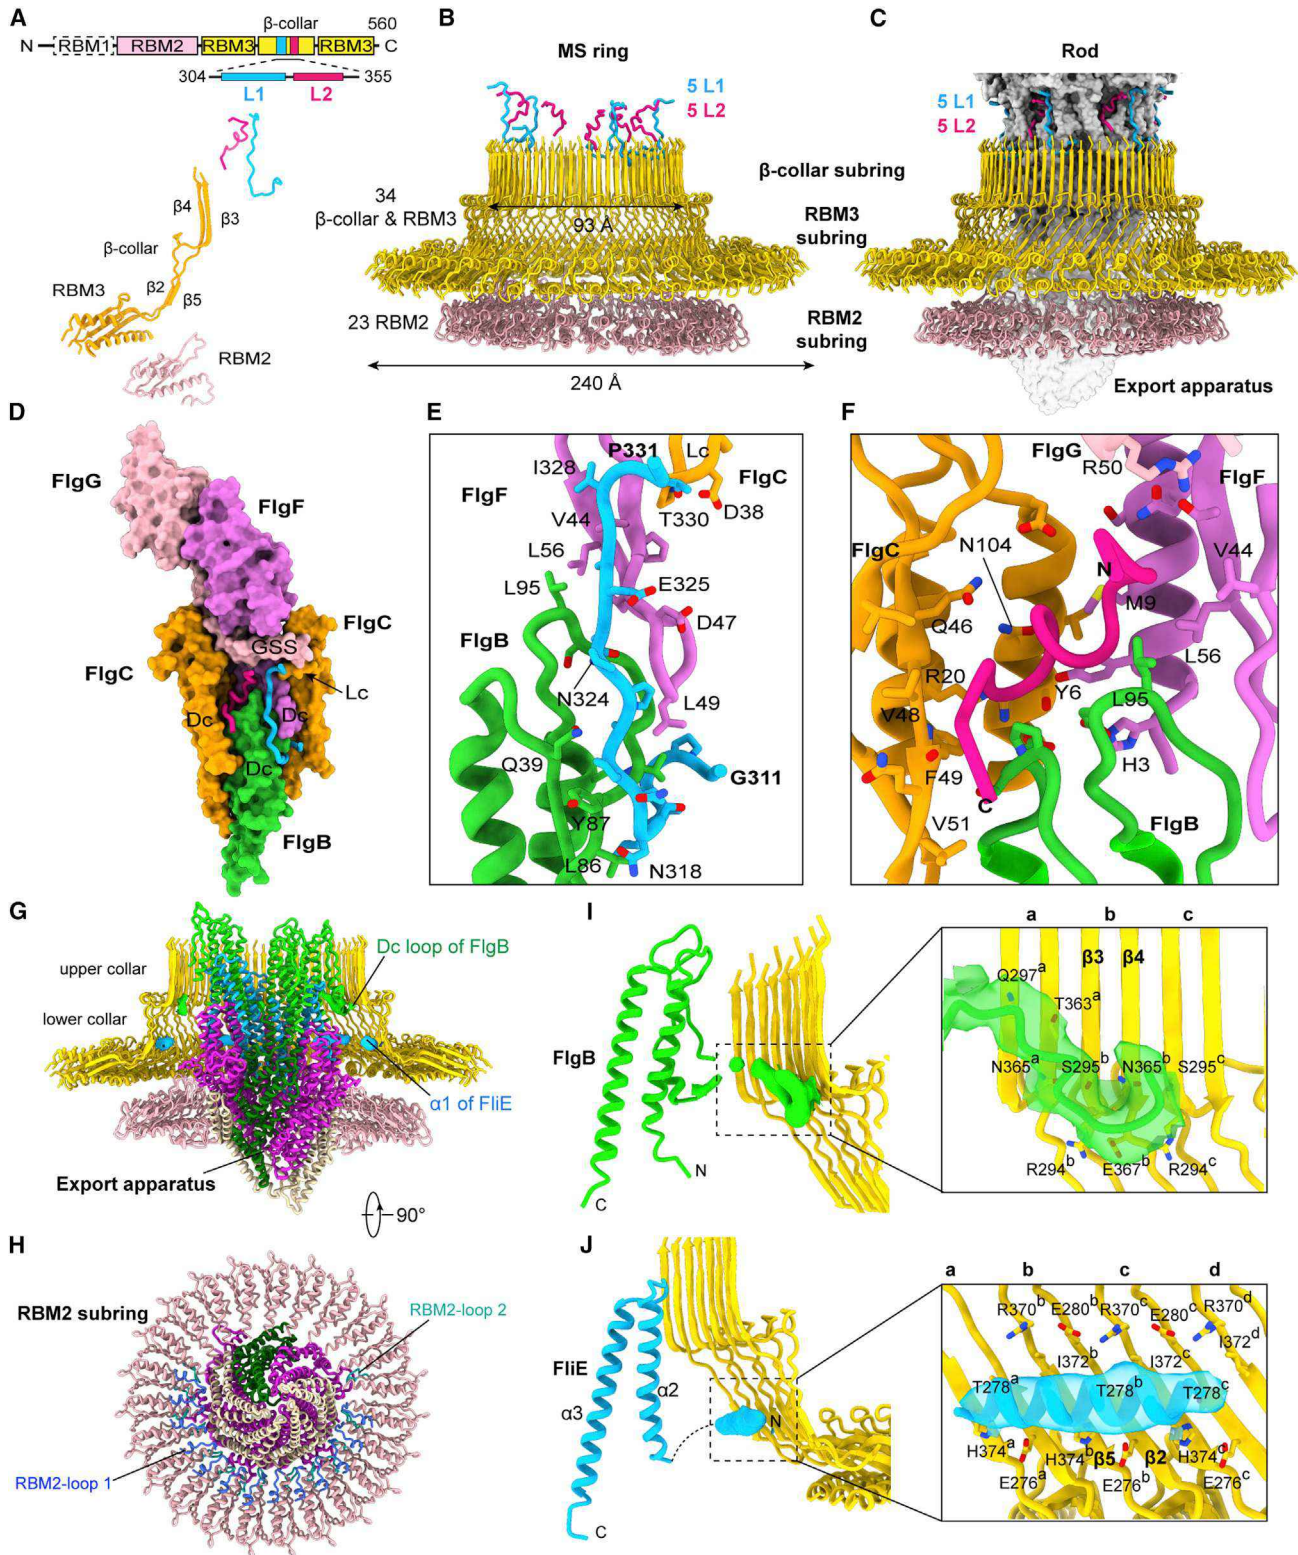 A
β-collar
560
N
RBM1
RBM2
RBM3
RBM3
C
304
355
L1
L2
β4
β3
β-collar
β2
β5
RBM3
RBM2
B
MS ring
5 L1
5 L2
34
β-collar & RBM3
93 Å
23 RBM2
240 Å
β-collar subring
RBM3
subring
RBM2
subring
C
Rod
5 L1
5 L2
Export apparatus
D
FlgG
FlgF
FlgC
GSS
FlgC
Lc
Dc
Dc
Dc
FlgB
E
P331
Lc
I328
FlgC
FlgF
T330
D38
V44
L56
L95
E325
D47
FlgB
N324
L49
Q39
G311
Y87
L86
N318
F
FlgG
R50
FlgF
FlgC
N104
V44
N
M9
Q46
L56
R20
Y6
L95
V48
H3
F49
C
V51
FlgB
G
Dc loop of FlgB
upper collar
lower collar
α1 of FliE
Export apparatus
90°
H
RBM2 subring
RBM2-loop 2
RBM2-loop 1
I
FlgB
N
C
a b c
β3 β4
Q297a
T363a
N365a S295b N365b S295c
R294b E367b R294c
J
FliE
α2
α3
N
C
a b c d
R370b E280b R370c E280c R370d
I372b I372c I372d
T278a T278b T278c
H374a H374b β5 β2 H374c
E276a E276b E276c